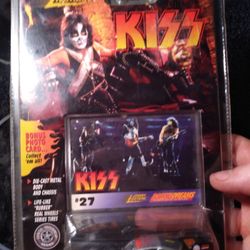 KISS
BONUS
PHOTO
CARD...
Collect
'em all!
KISS
#27
• DIE-CAST METAL
BODY AND
CHASSIS
• LIFE-LIKE
"RUBBER"
REAL WHEELS
SERIES TIRES